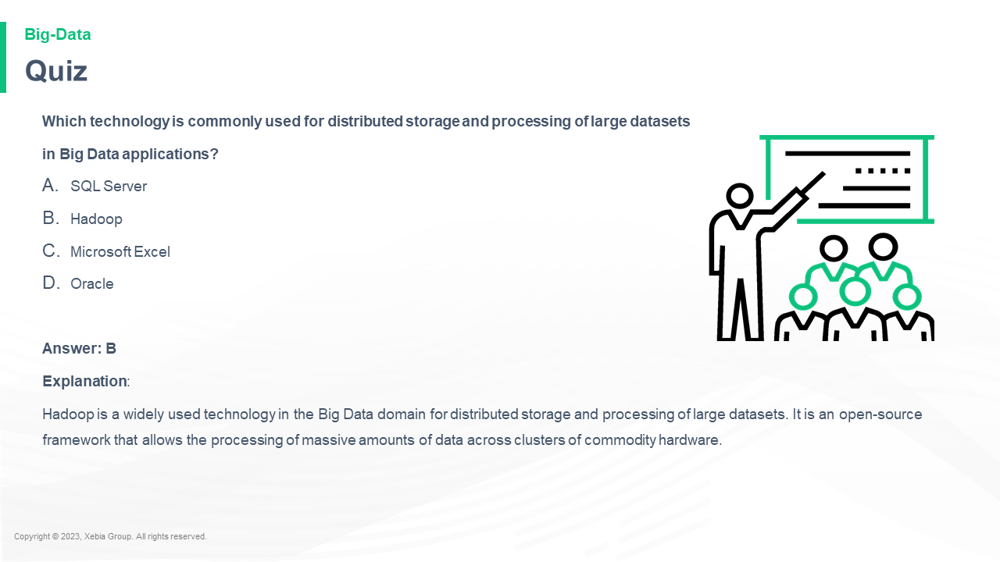 Big-Data
Quiz
Which technology is commonly used for distributed storage and processing of large datasets
in Big Data applications?
A. SQL Server
B. Hadoop
C. Microsoft Excel
D. Oracle
Answer: B
Explanation:
Hadoop is a widely used technology in the Big Data domain for distributed storage and processing of large datasets. It is an open-source
framework that allows the processing of massive amounts of data across clusters of commodity hardware.
Copyright © 2023, Xebia Group. All rights reserved.